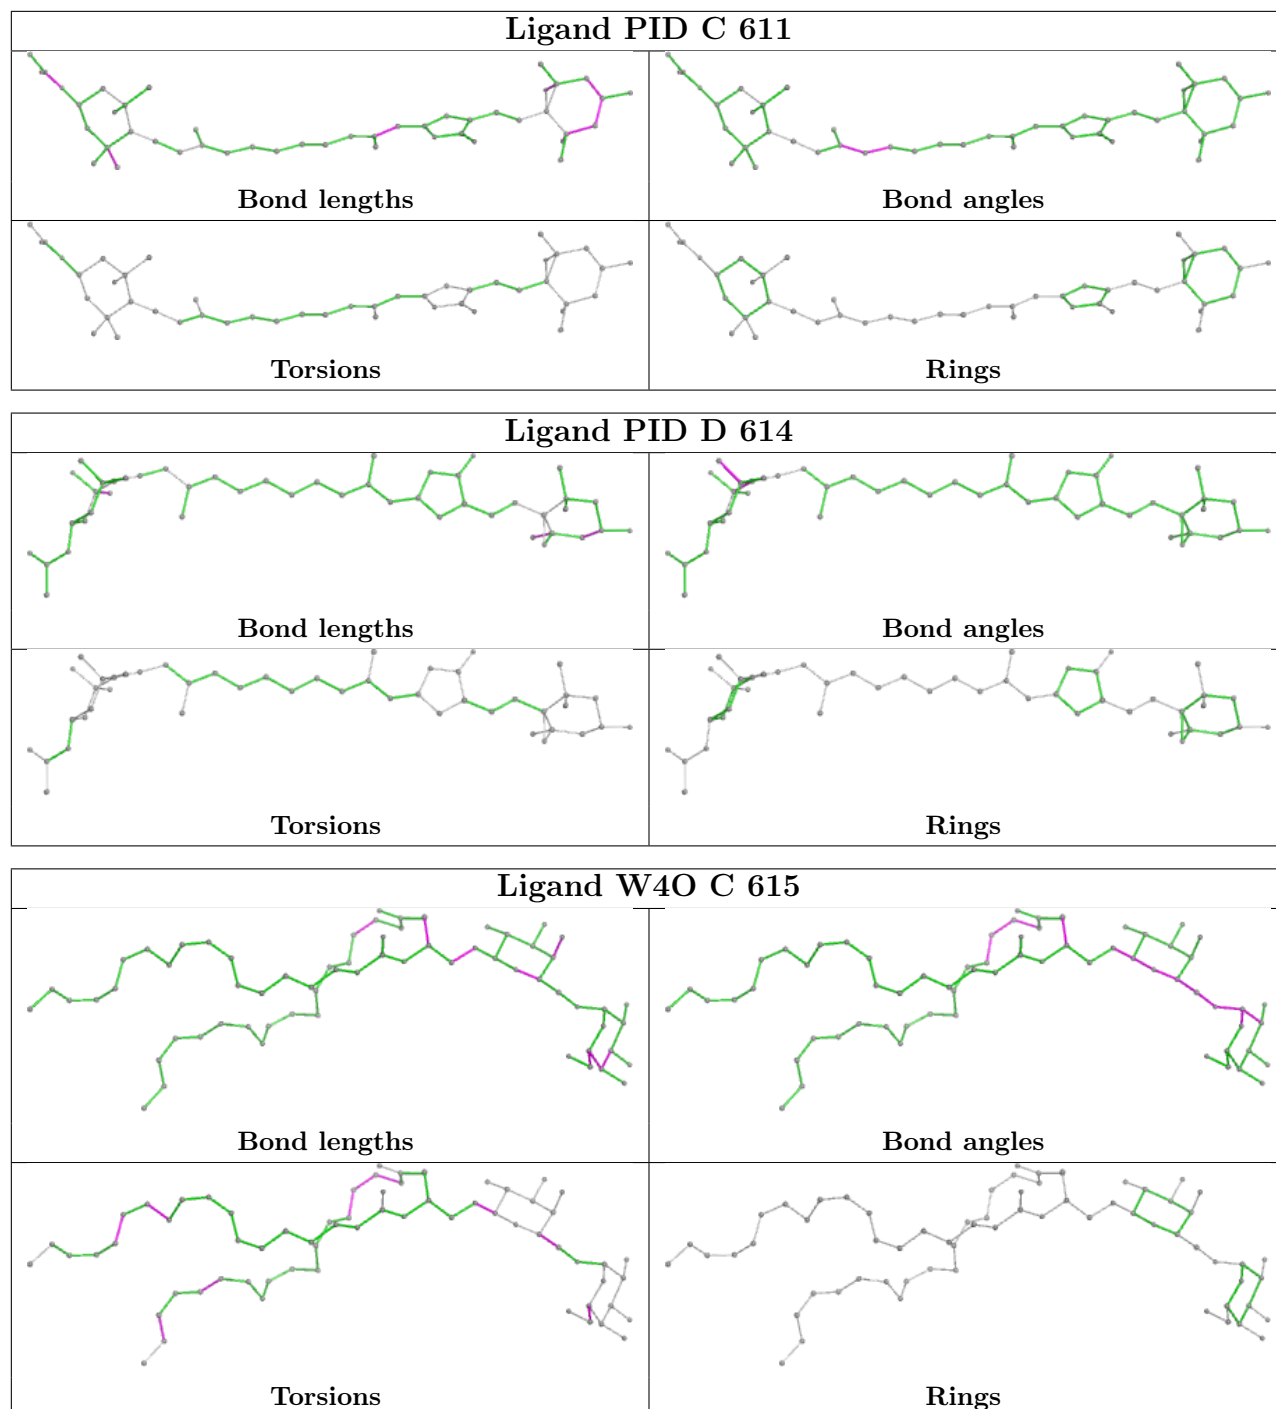 Ligand PID C 611
Bond lengths
Bond angles
Torsions
Rings
Ligand PID D 614
Bond lengths
Bond angles
Torsions
Rings
Ligand W4O C 615
Bond lengths
Bond angles
Torsions
Rings